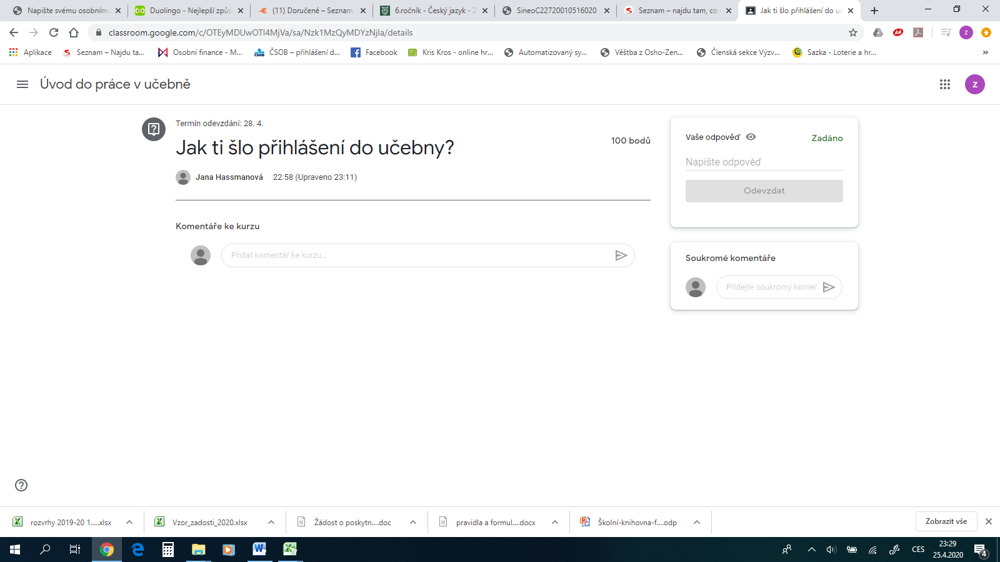 Napište svému osobnímu
Duolingo - Nejlepší způs
(11) Doručené – Seznam
6.ročník - Český jazyk - Z
SineoC22720010516020
Seznam – najdu tam, co
Jak ti šlo přihlášení do uč
classroom.google.com/c/OTEyMDUwOTI4MjVa/sa/Nzk1MzQyMDYzNjIa/details
Ask
z
Aplikace
Seznam – Najdu ta...
Osobní finance - M...
ČSOB – přihlášení d...
Facebook
Kris Kros - online hr...
Automatizovaný sy...
Věštba z Osho-Zen...
Členská sekce Výzv...
Sazka - Loterie a hr...
»
Úvod do práce v učebně
z
Termín odevzdání: 28. 4.
Jak ti šlo přihlášení do učebny?
100 bodů
Jana Hassmanová 22:58 (Upraveno 23:11)
Komentáře ke kurzu
Přidat komentář ke kurzu...
Vaše odpověď
Zadáno
Napište odpověď
Odevzdat
Soukromé komentáře
Přidejte soukromý komer
rozvrhy 2019-20 1.....xlsx
Vzor_zadosti_2020.xlsx
Žádost o poskytn....doc
pravidla a formul....docx
Školní-knihovna-f....odp
Zobrazit vše
CES
23:29
25.4.2020
4